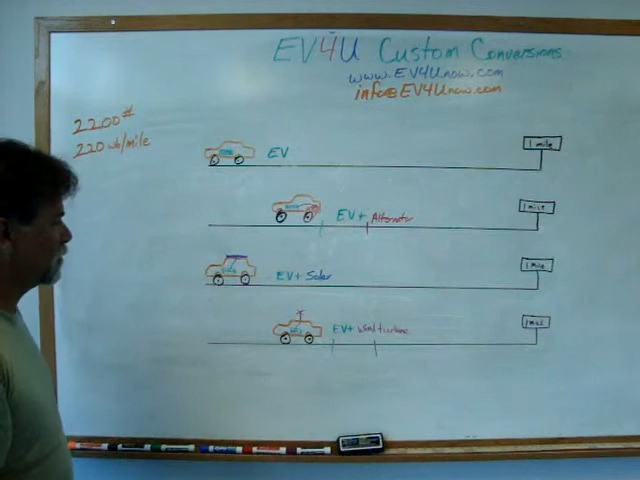 EV4U Custom Conversions
www.EV4Unow.com
info@EV4Unow.com
2200#
220 wh/mile
EV
1 mile
EV+ Alternator
1 mile
EV+ Solar
1 mile
EV+ Wind turbine
1 mile